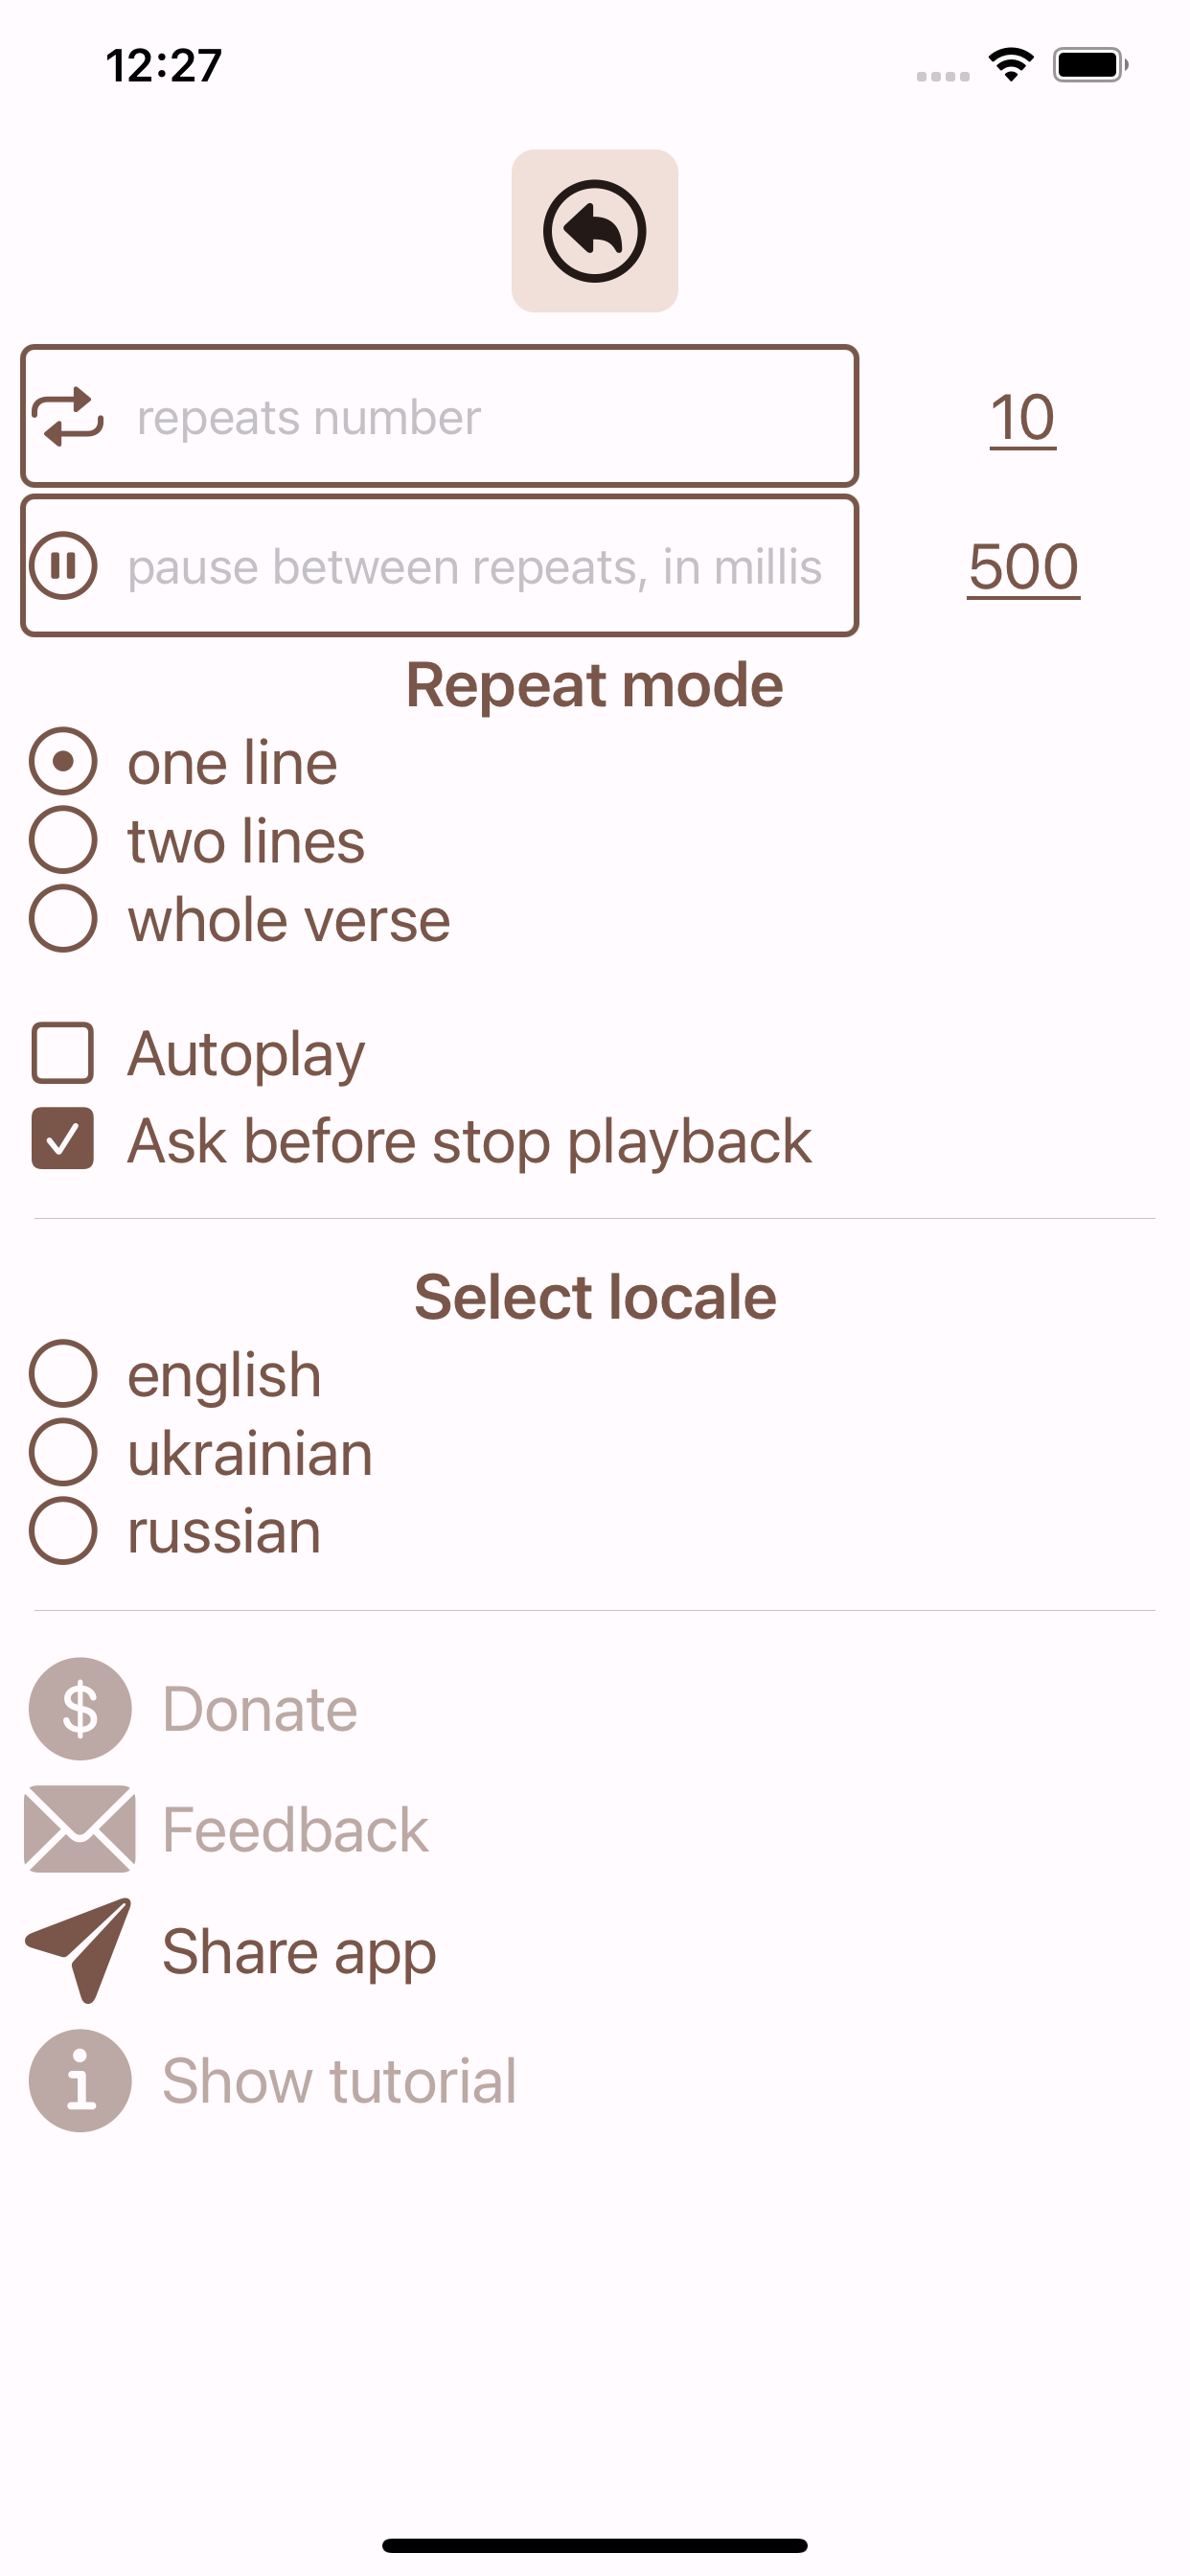 12:27
repeats number
10
pause between repeats, in millis
500
Repeat mode
one line
two lines
whole verse
Autoplay
Ask before stop playback
Select locale
english
ukrainian
russian
$ Donate
Feedback
Share app
Show tutorial